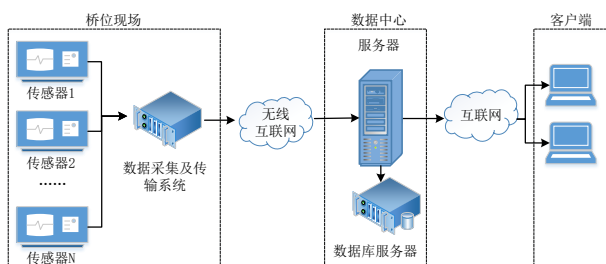 桥位现场
数据中心
客户端
传感器1
传感器2
……
传感器N
数据采集及传
输系统
无线
互联网
服务器
数据库服务器
互联网